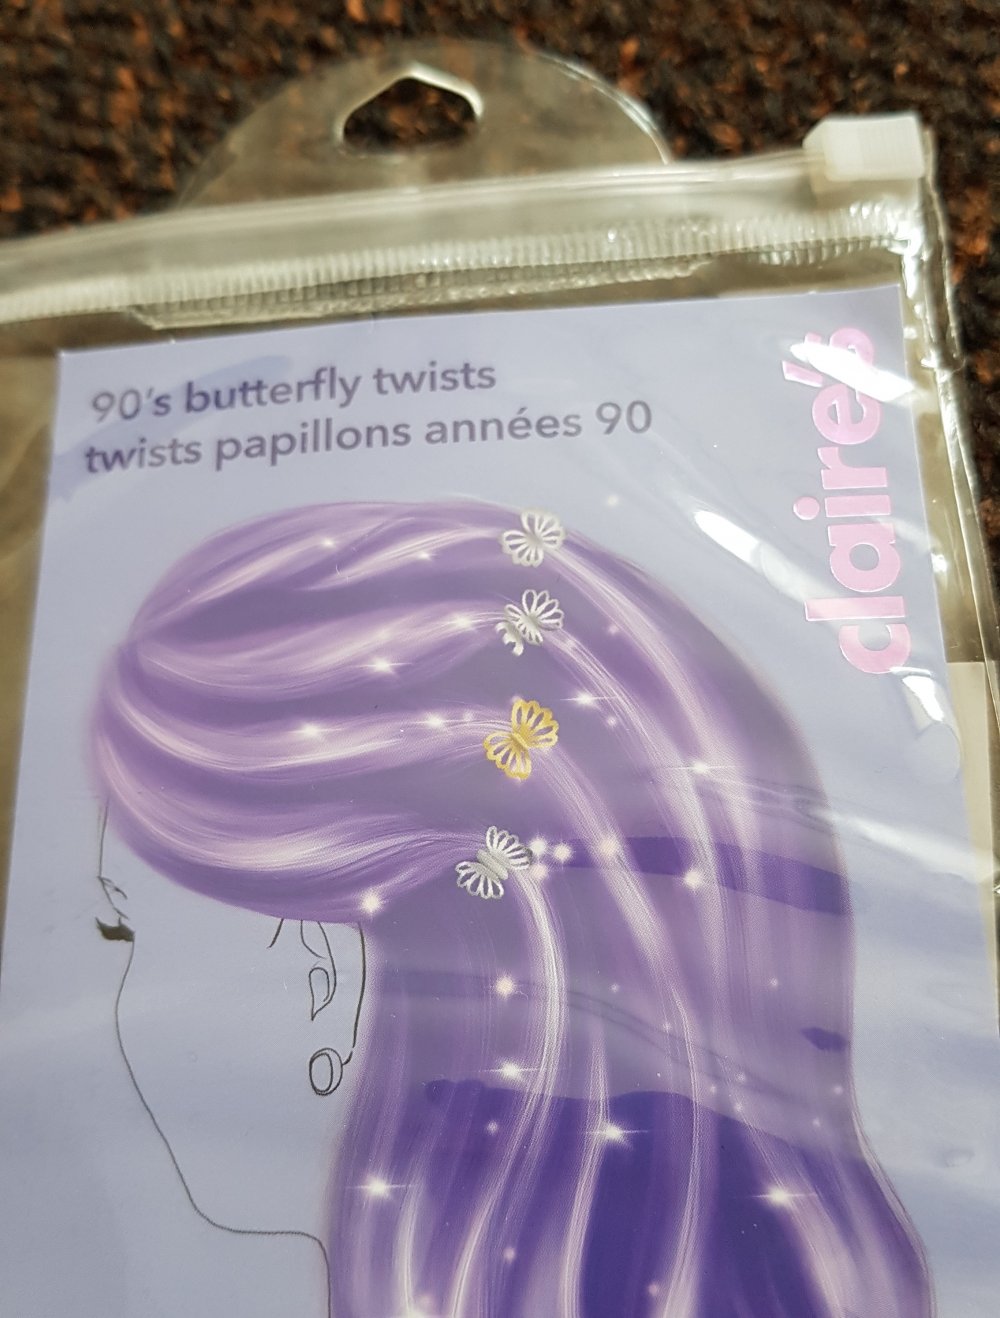 90's butterfly twists
twists papillons années 90
claire's